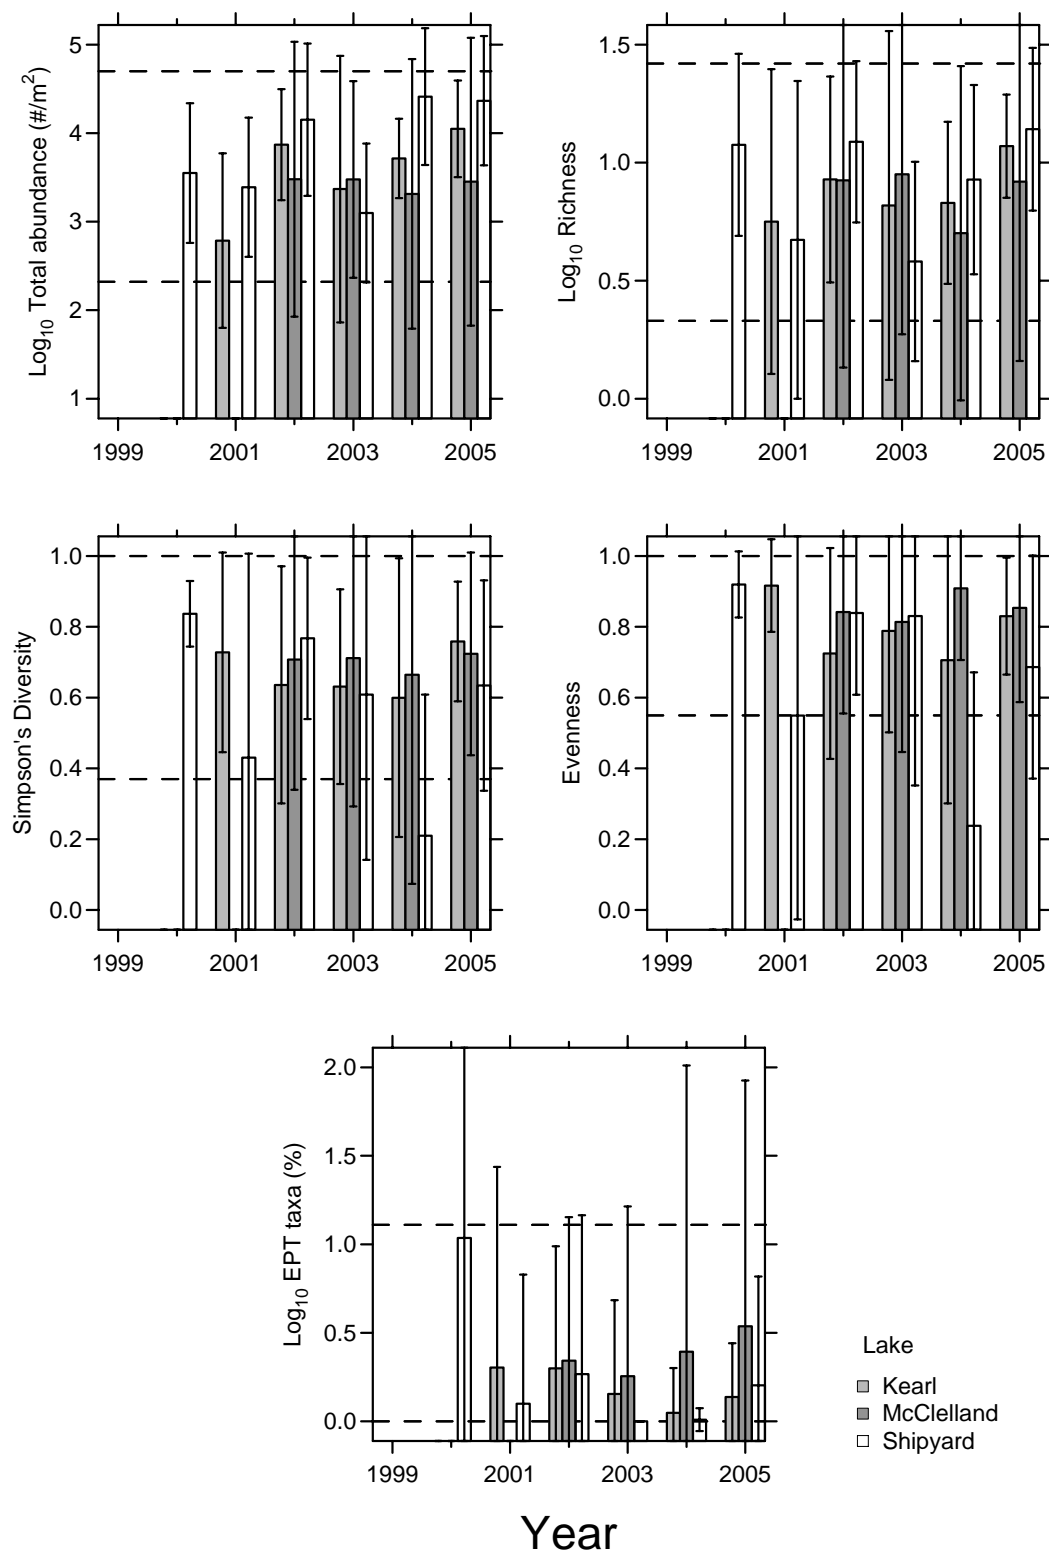 Log10 Total abundance (#/m2)
5
4
3
2
1
1999 2001 2003 2005
Log10 Richness
1.5
1.0
0.5
0.0
1999 2001 2003 2005
Simpson's Diversity
1.0
0.8
0.6
0.4
0.2
0.0
1999 2001 2003 2005
Evenness
1.0
0.8
0.6
0.4
0.2
0.0
1999 2001 2003 2005
Log10 EPT taxa (%)
2.0
1.5
1.0
0.5
0.0
1999 2001 2003 2005
Lake
Kearl
McClelland
Shipyard
Year